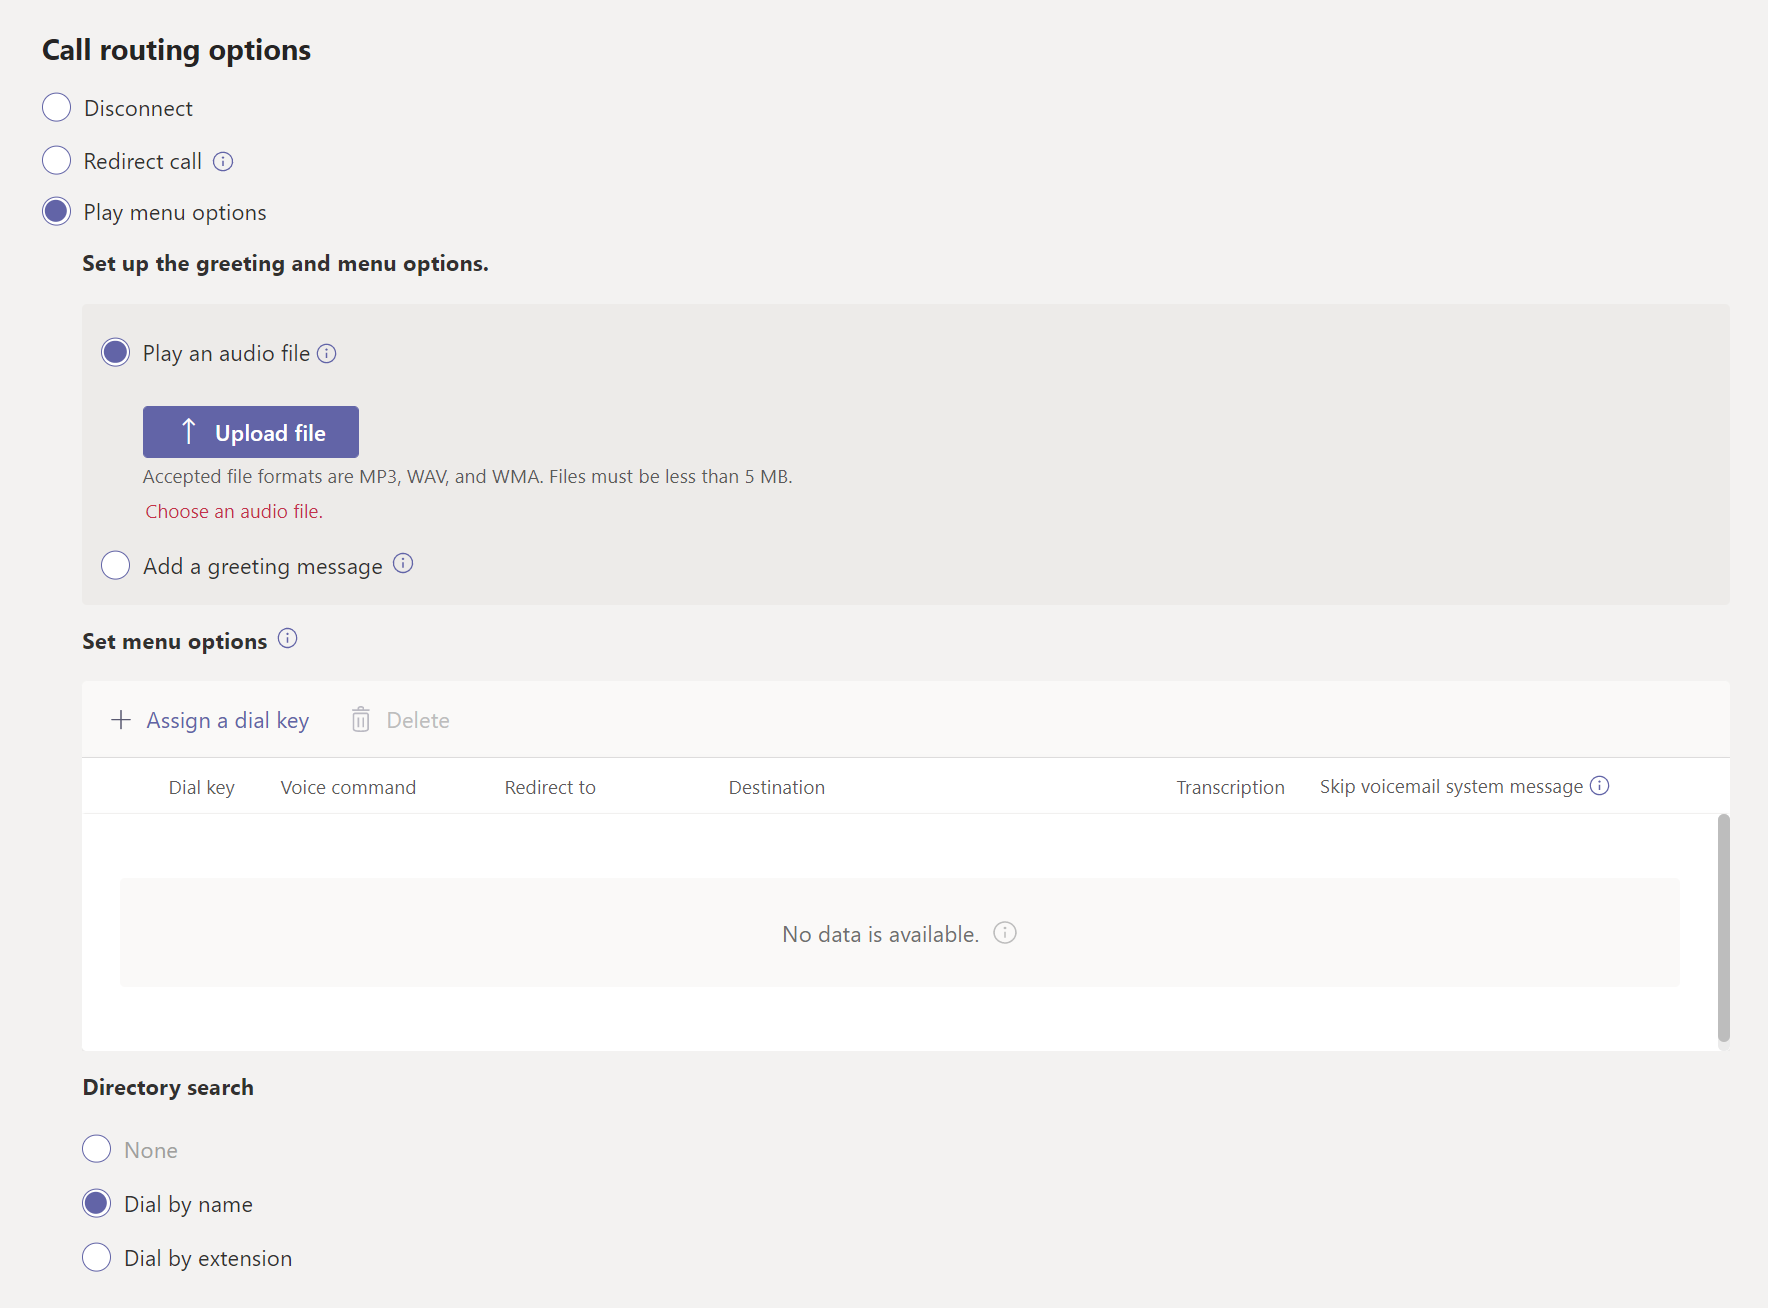 Call routing options
Disconnect
Redirect call
Play menu options
Set up the greeting and menu options.
Play an audio file
Upload file
Accepted file formats are MP3, WAV, and WMA. Files must be less than 5 MB.
Choose an audio file.
Add a greeting message
Set menu options
Assign a dial key Delete
Dial key Voice command Redirect to Destination Transcription Skip voicemail system message
No data is available.
Directory search
None
Dial by name
Dial by extension